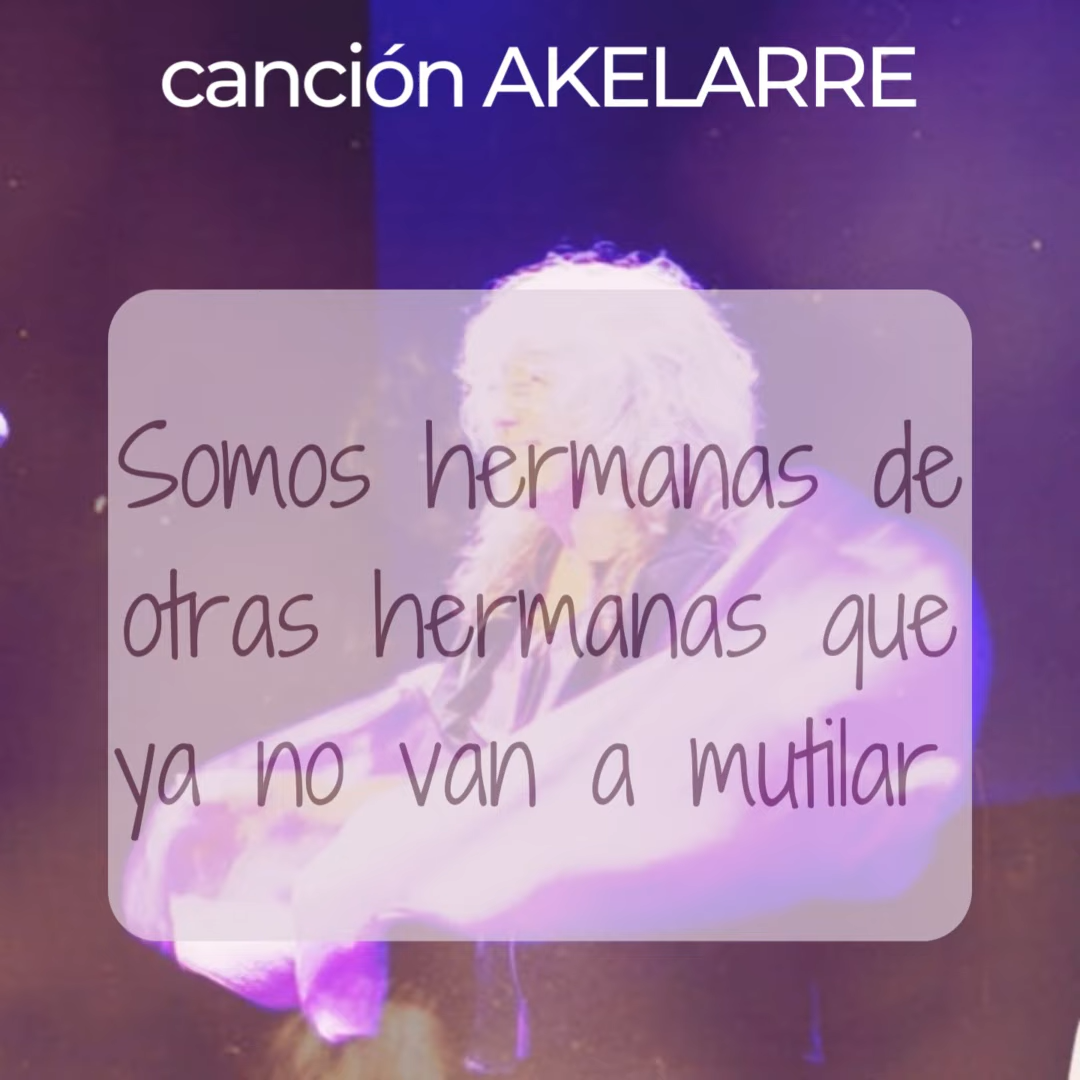 canción AKELARRE
Somos hermanas de
otras hermanas que
ya no van a mutilar